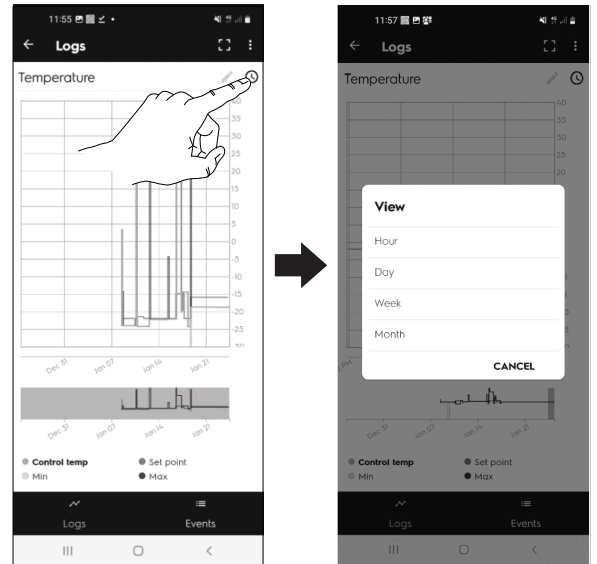 11:55
Logs
Temperature
40
35
30
25
20
15
10
5
0
-5
-10
-15
-20
-25
-30
Dec 31
Jan 07
Jan 14
Jan 21
Dec 31
Jan 07
Jan 14
Jan 21
Control temp
Set point
Min
Max
Logs
Events
11:57
Logs
Temperature
40
35
30
25
20
View
Hour
Day
Week
Month
CANCEL
PM
Dec 31
Jan 07
Jan 14
Jan 21
Control temp
Set point
Min
Max
Logs
Events